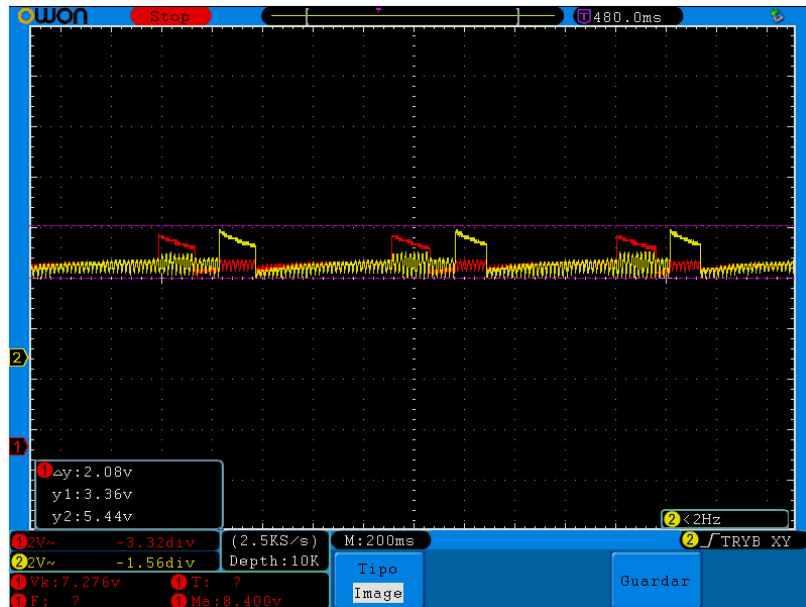 OWON Stop T 480.0ms
2
1
1 △y:2.08v
y1:3.36v
y2:5.44v
2 <2Hz
1 2V~ -3.32div (2.5KS/s) M:200ms 2 TRYB XY
2 2V~ -1.56div Depth:10K
1 Vk:7.276v 1 T: ? Tipo Guardar
1 F: ? 1 Ma:8.400v Image